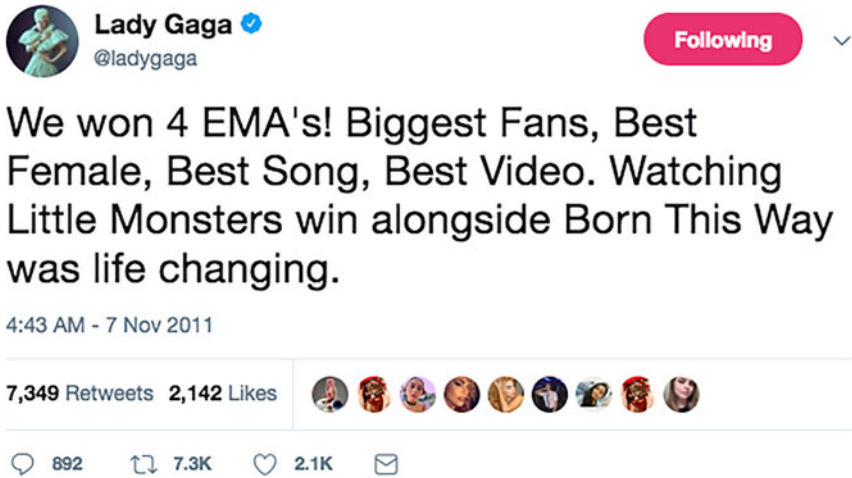 Lady Gaga
@ladygaga
Following
We won 4 EMA's! Biggest Fans, Best
Female, Best Song, Best Video. Watching
Little Monsters win alongside Born This Way
was life changing.
4:43 AM - 7 Nov 2011
7,349 Retweets 2,142 Likes
892 7.3K 2.1K